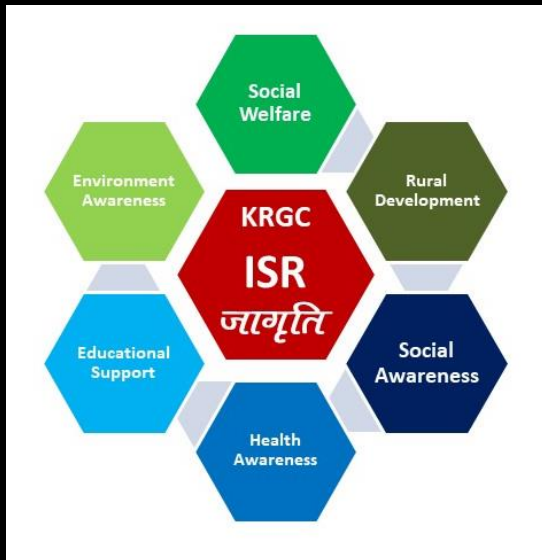 Social
Welfare
Environment
Awareness
Rural
Development
KRGC
ISR
जागृति
Educational
Support
Social
Awareness
Health
Awareness